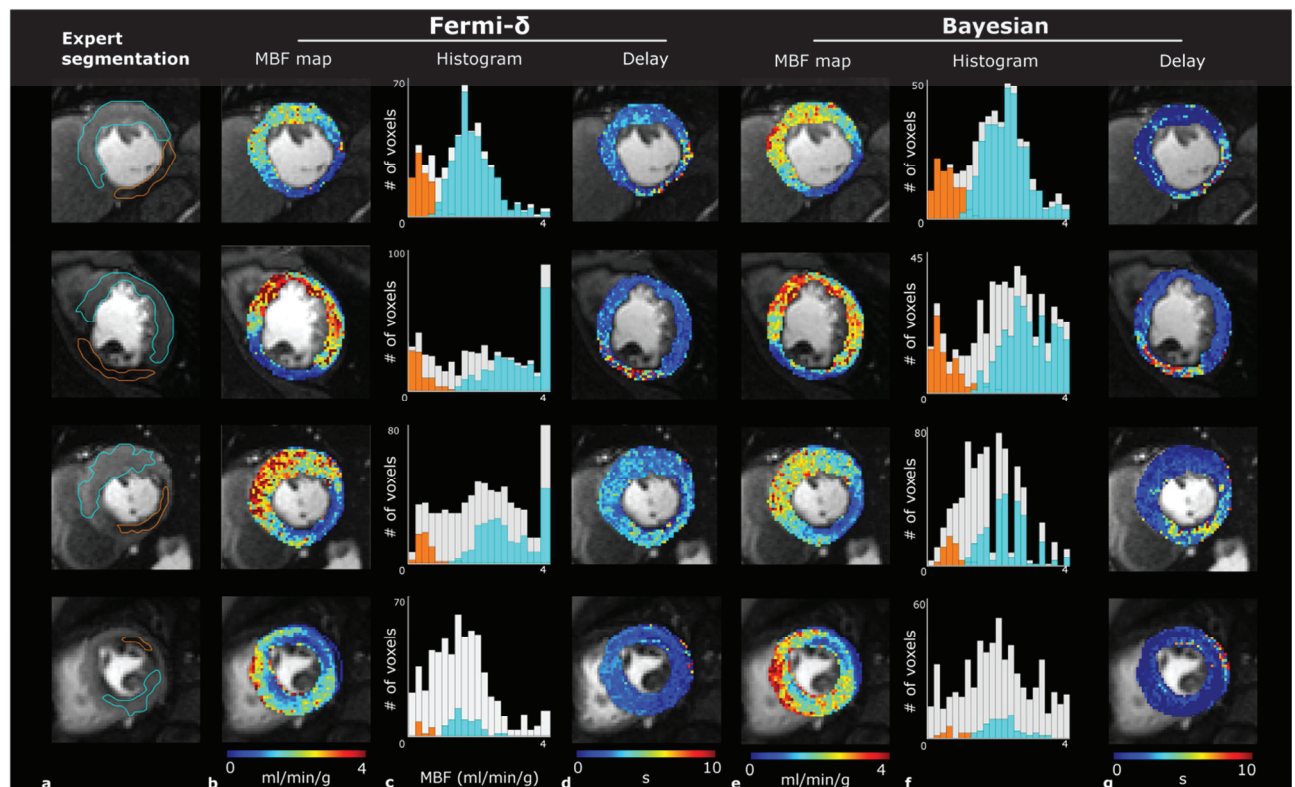 Fermi-δ Bayesian
Expert
segmentation
MBF map Histogram Delay MBF map Histogram Delay
70
# of voxels
0 4
50
# of voxels
0 4
100
# of voxels
0 4
45
# of voxels
0 4
80
# of voxels
0 4
80
# of voxels
0 4
70
# of voxels
60
# of voxels
0 4
0 4
0 10
0 4
0 10
a b ml/min/g c MBF (ml/min/g) d s e ml/min/g f g s